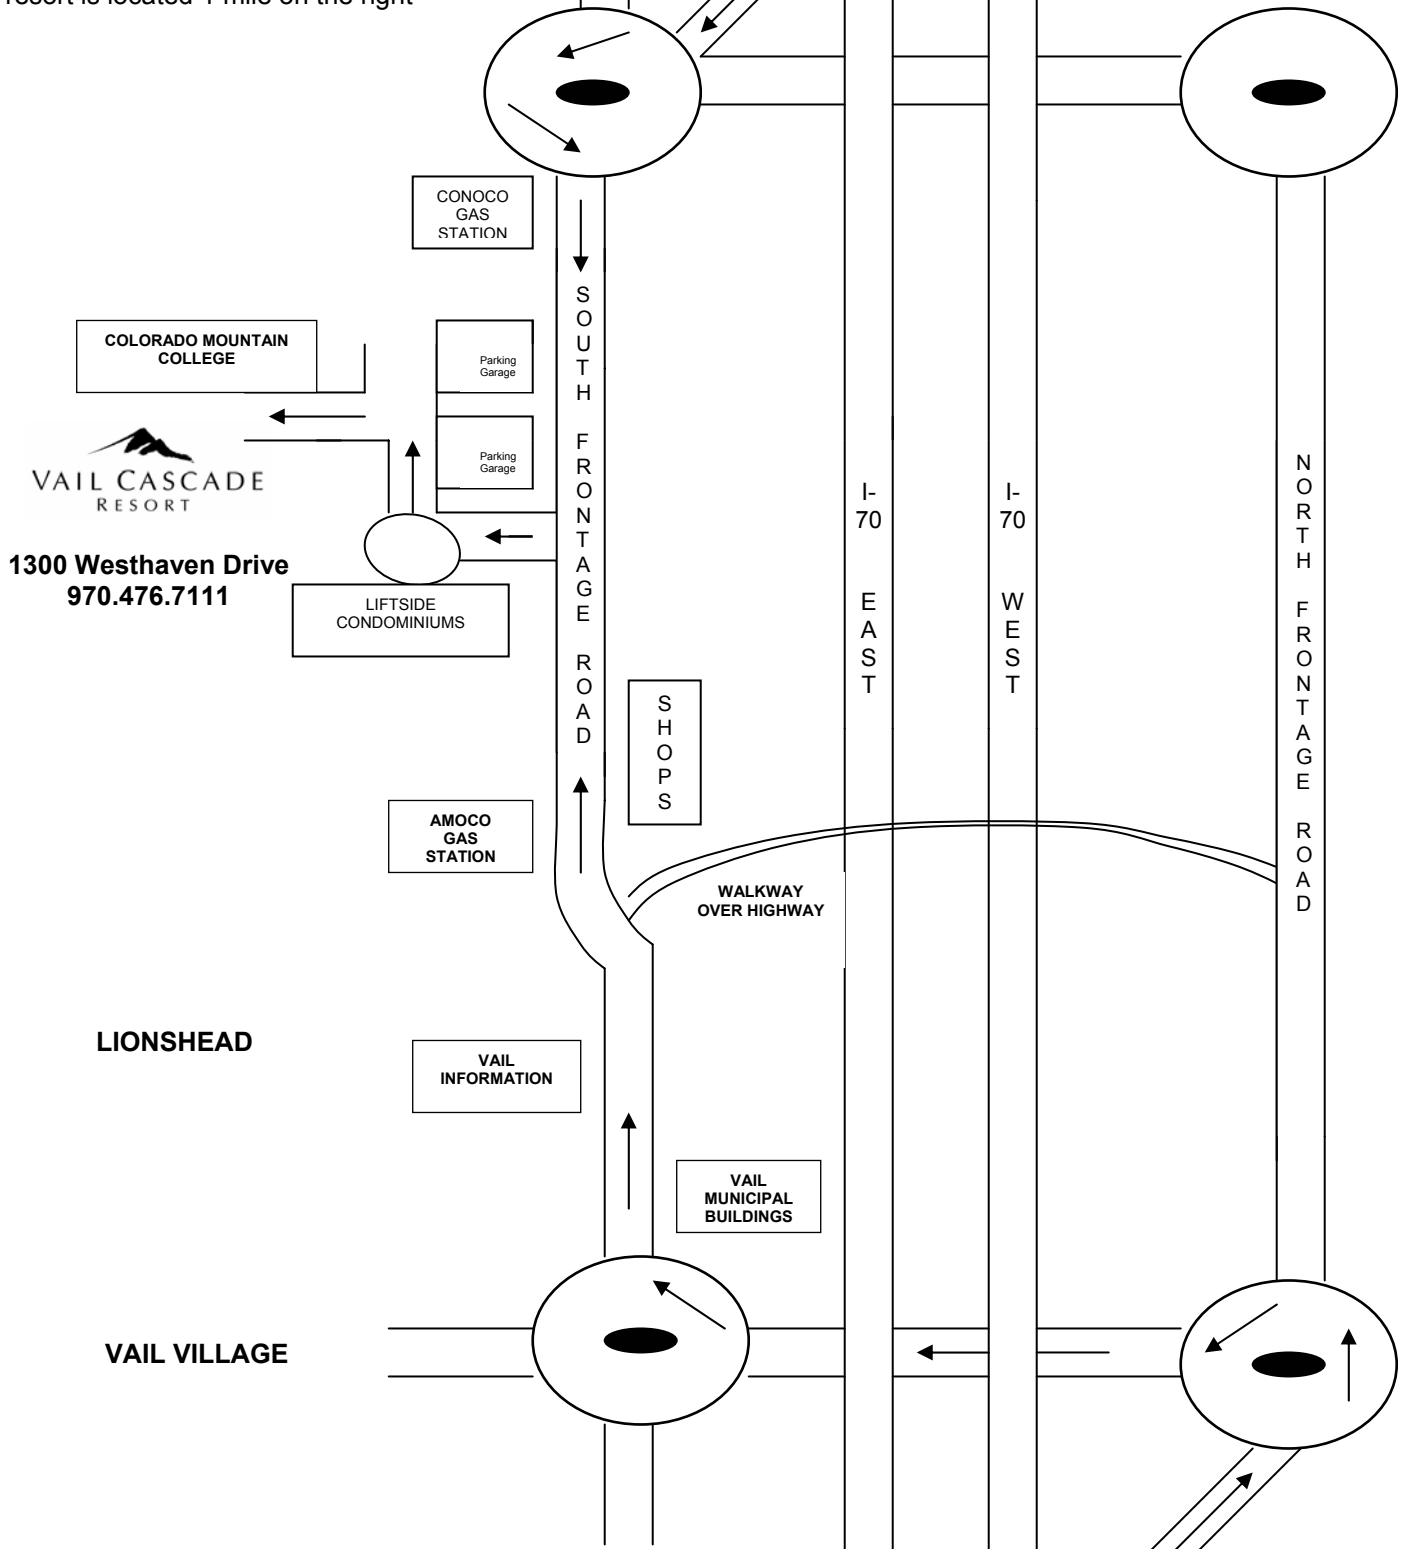 resort is located 1 mile on the right
CONOCO
GAS
STATION
SOUTH FRONTAGE ROAD
COLORADO MOUNTAIN
COLLEGE
Parking
Garage
Parking
Garage
VAIL CASCADE
RESORT
1300 Westhaven Drive
970.476.7111
LIFTSIDE
CONDOMINIUMS
I-
70
EAST
I-
70
WEST
NORTH FRONTAGE ROAD
SHOPS
AMOCO
GAS
STATION
WALKWAY
OVER HIGHWAY
LIONSHEAD
VAIL
INFORMATION
VAIL
MUNICIPAL
BUILDINGS
VAIL VILLAGE